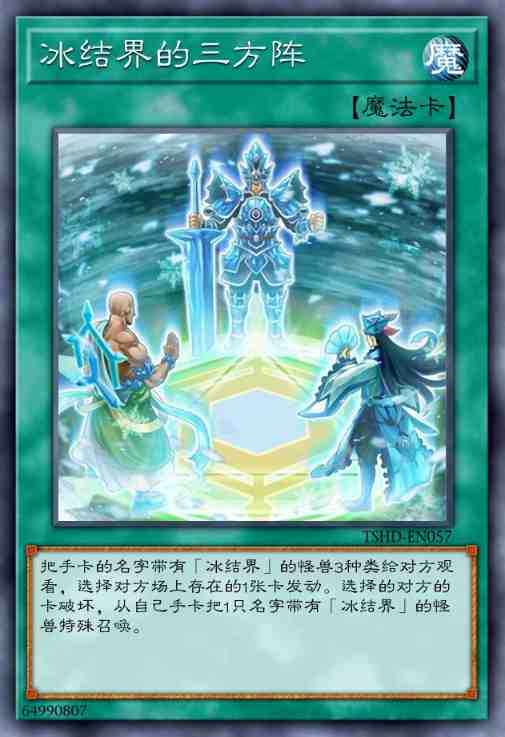 冰结界的三方阵
魔
【魔法卡】
TSHD-EN057
把手卡的名字带有「冰结界」的怪兽3种类给对方观
看，选择对方场上存在的1张卡发动。选择的对方的
卡破坏，从自己手卡把1只名字带有「冰结界」的怪
兽特殊召唤。
64990807